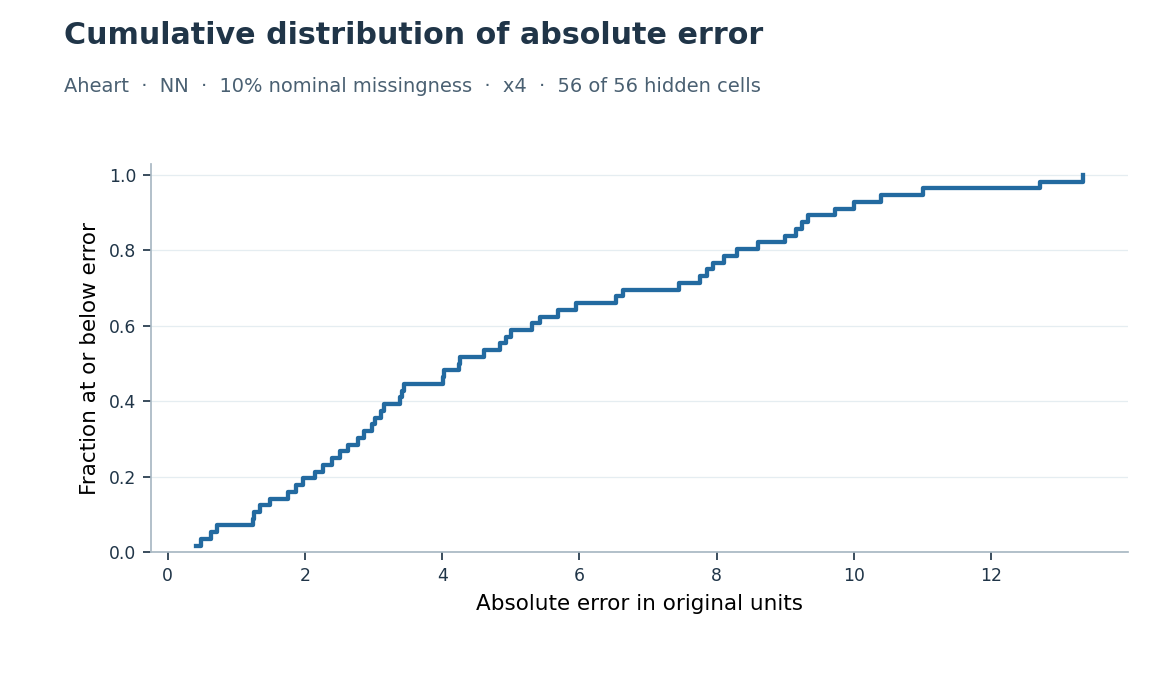 Cumulative distribution of absolute error
Aheart · NN · 10% nominal missingness · x4 · 56 of 56 hidden cells
1.0
0.8
0.6
0.4
0.2
0.0
Fraction at or below error
0 2 4 6 8 10 12
Absolute error in original units